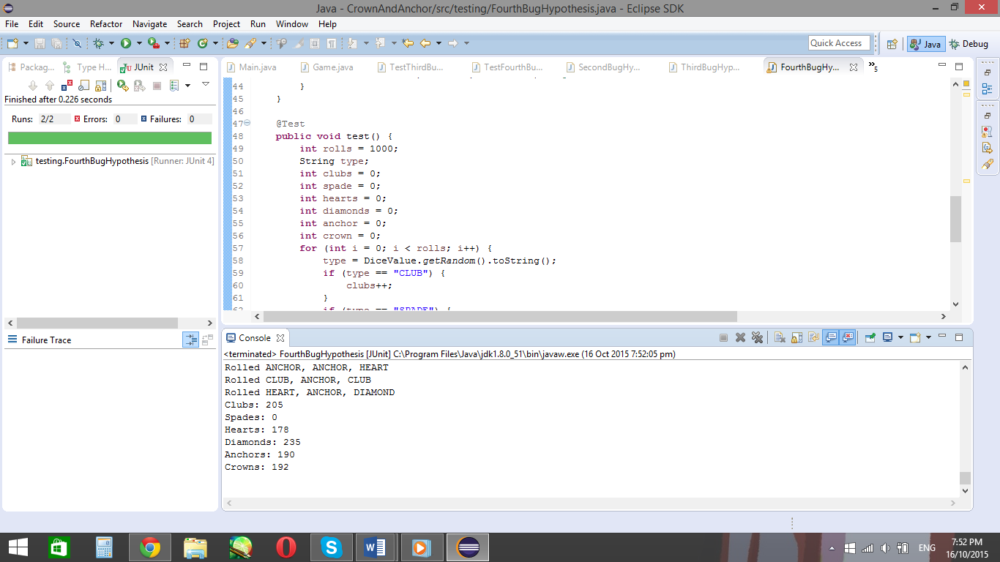 Java - CrownAndAnchor/src/testing/FourthBugHypothesis.java - Eclipse SDK
File Edit Source Refactor Navigate Search Project Run Window Help
Quick Access
Java
Debug
Packag...
Type H...
JUnit
Finished after 0.226 seconds
Runs: 2/2 Errors: 0 Failures: 0
testing.FourthBugHypothesis [Runner: JUnit 4]
Failure Trace
Main.java
Game.java
TestThirdBu...
TestFourthBu...
SecondBugHy...
ThirdBugHyp...
FourthBugHy...
»5
44 }
45 }
46
47 @Test
48 public void test() {
49 int rolls = 1000;
50 String type;
51 int clubs = 0;
52 int spade = 0;
53 int hearts = 0;
54 int diamonds = 0;
55 int anchor = 0;
56 int crown = 0;
57 for (int i = 0; i < rolls; i++) {
58 type = DiceValue.getRandom().toString();
59 if (type == "CLUB") {
60 clubs++;
61 }
62 if (type == "SPADE") {
Console
<terminated> FourthBugHypothesis [JUnit] C:\Program Files\Java\jdk1.8.0_51\bin\javaw.exe (16 Oct 2015 7:52:05 pm)
Rolled ANCHOR, ANCHOR, HEART
Rolled CLUB, ANCHOR, CLUB
Rolled HEART, ANCHOR, DIAMOND
Clubs: 205
Spades: 0
Hearts: 178
Diamonds: 235
Anchors: 190
Crowns: 192
ENG
7:52 PM
16/10/2015